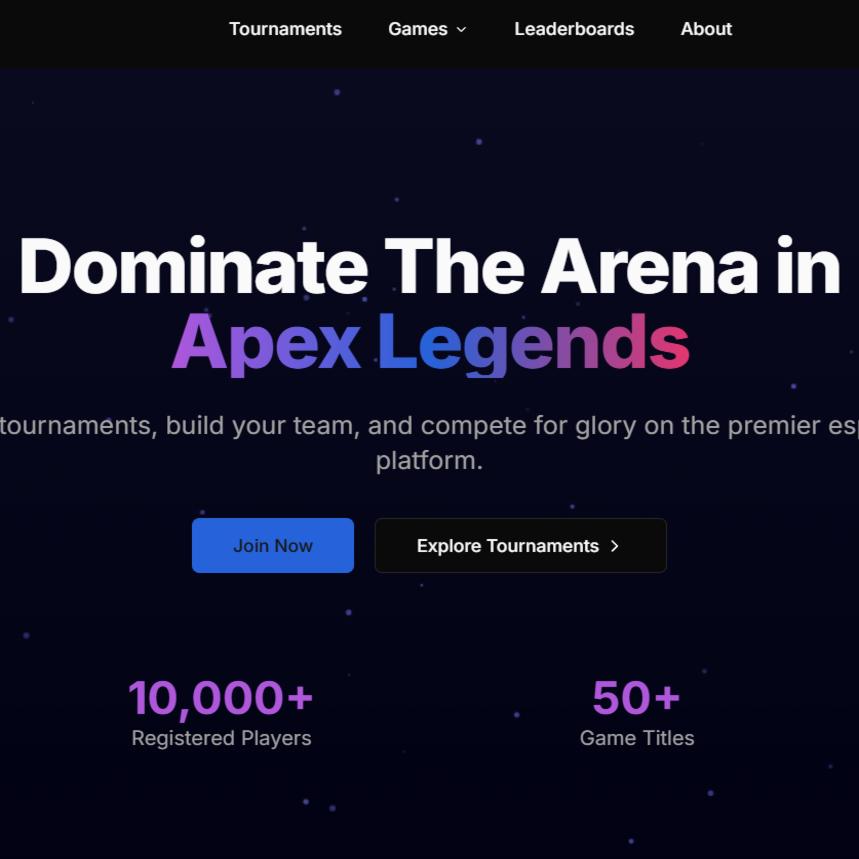 Tournaments Games Leaderboards About
Dominate The Arena in
Apex Legends
tournaments, build your team, and compete for glory on the premier
platform.
Join Now Explore Tournaments
10,000+ 50+
Registered Players Game Titles